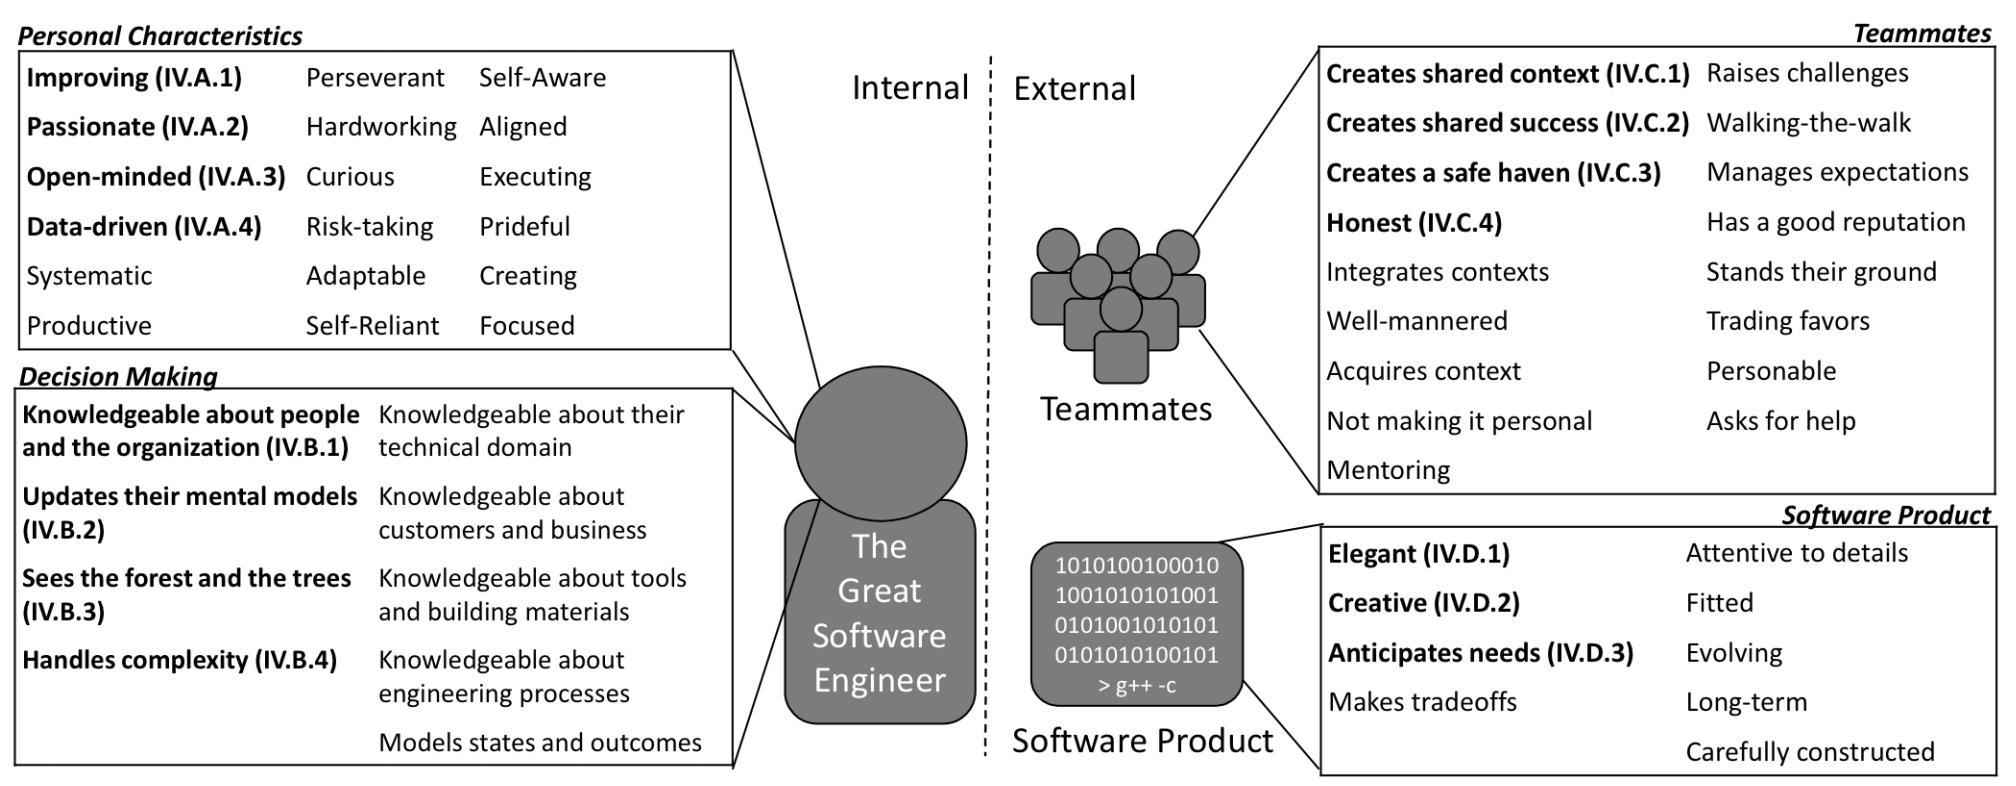 Personal Characteristics
Improving (IV.A.1) Perseverant Self-Aware
Passionate (IV.A.2) Hardworking Aligned
Open-minded (IV.A.3) Curious Executing
Data-driven (IV.A.4) Risk-taking Prideful
Systematic Adaptable Creating
Productive Self-Reliant Focused
Decision Making
Knowledgeable about people
and the organization (IV.B.1)
Updates their mental models
(IV.B.2)
Sees the forest and the trees
(IV.B.3)
Handles complexity (IV.B.4)
Knowledgeable about their
technical domain
Knowledgeable about
customers and business
Knowledgeable about tools
and building materials
Knowledgeable about
engineering processes
Models states and outcomes
Internal
External
The
Great
Software
Engineer
Teammates
1010100100010
1001010101001
0101001010101
0101010100101
> g++ -c
Software Product
Teammates
Creates shared context (IV.C.1) Raises challenges
Creates shared success (IV.C.2) Walking-the-walk
Creates a safe haven (IV.C.3) Manages expectations
Honest (IV.C.4) Has a good reputation
Integrates contexts Stands their ground
Well-mannered Trading favors
Acquires context Personable
Not making it personal Asks for help
Mentoring
Software Product
Elegant (IV.D.1) Attentive to details
Creative (IV.D.2) Fitted
Anticipates needs (IV.D.3) Evolving
Makes tradeoffs Long-term
Carefully constructed